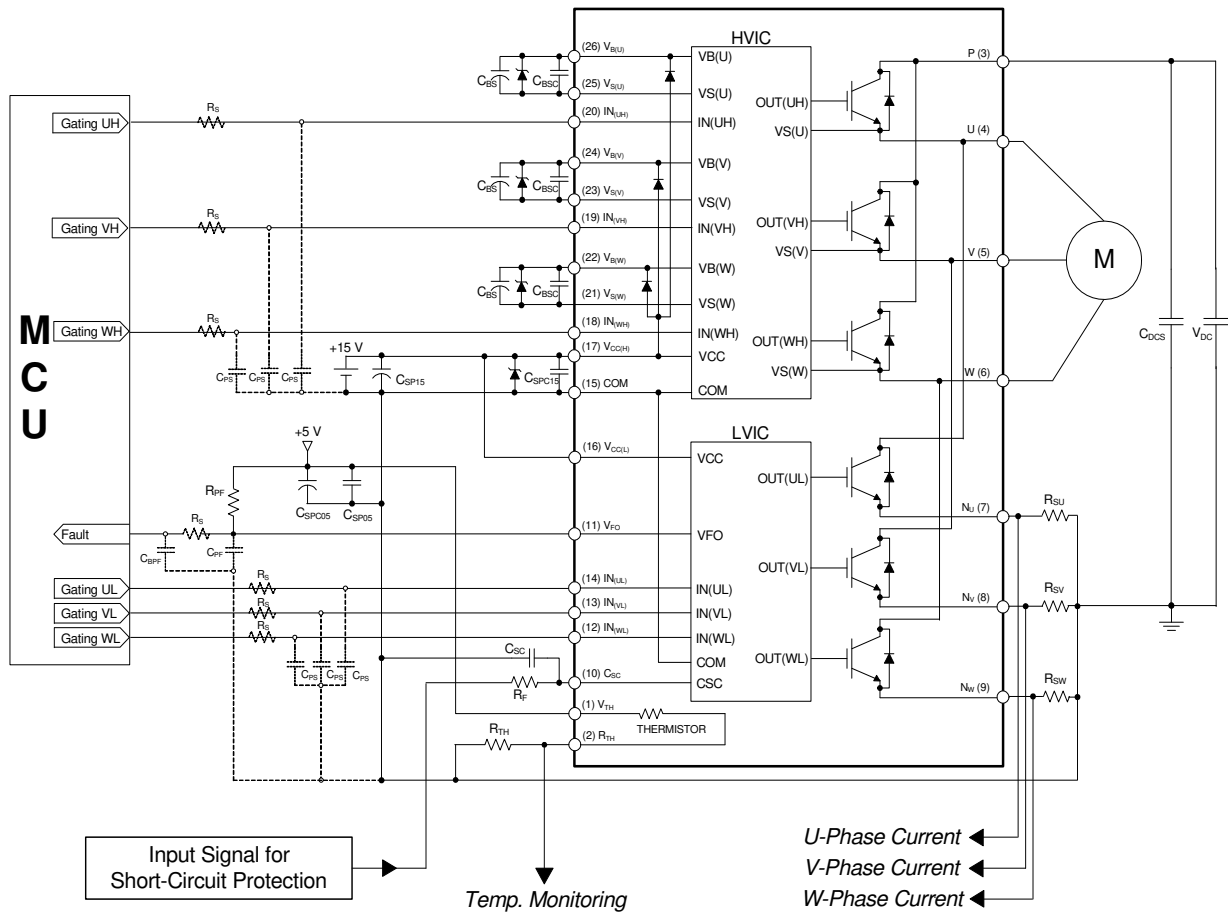 HVIC
(26) VB(U)
VB(U)
P (3)
CBS
CBSC
(25) VS(U)
VS(U)
OUT(UH)
Gating UH
RS
(20) IN(UH)
IN(UH)
VS(U)
U (4)
(24) VB(V)
VB(V)
CBS
CBSC
(23) VS(V)
VS(V)
Gating VH
RS
(19) IN(VH)
IN(VH)
OUT(VH)
VS(V)
V (5)
M
(22) VB(W)
VB(W)
CBS
CBSC
(21) VS(W)
VS(W)
MCU
Gating WH
RS
(18) IN(WH)
IN(WH)
OUT(WH)
CDCS
VDC
+15 V
(17) VCC(H)
VCC
CPS
CPS
CPS
CSP15
CSPC15
VS(W)
W (6)
(15) COM
COM
+5 V
LVIC
(16) VCC(L)
VCC
OUT(UL)
RPF
CSPC05
CSP05
NU (7)
RSU
Fault
RS
(11) VFO
VFO
CBPF
CPF
OUT(VL)
Gating UL
RS
(14) IN(UL)
IN(UL)
RSV
Gating VL
RS
(13) IN(VL)
IN(VL)
NV (8)
Gating WL
RS
(12) IN(WL)
IN(WL)
CSC
COM
OUT(WL)
CPS
CPS
CPS
RF
(10) CSC
CSC
RSW
NW (9)
(1) VTH
THERMISTOR
RTH
(2) RTH
Input Signal for
Short-Circuit Protection
Temp. Monitoring
U-Phase Current
V-Phase Current
W-Phase Current